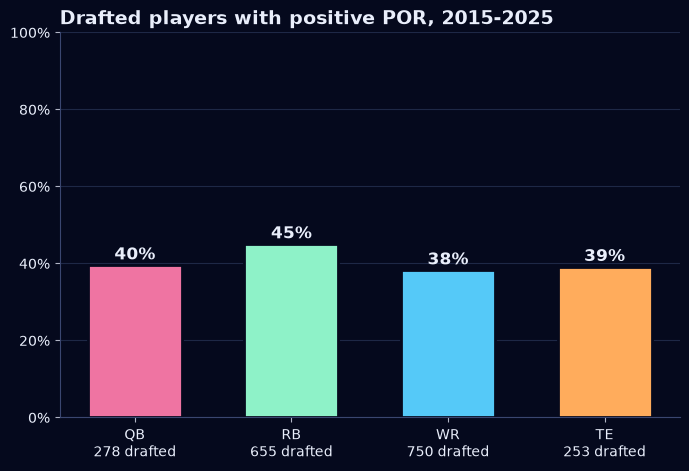 Drafted players with positive POR, 2015-2025
100%
80%
60%
40%
20%
0%
40%
45%
38%
39%
QB
278 drafted
RB
655 drafted
WR
750 drafted
TE
253 drafted